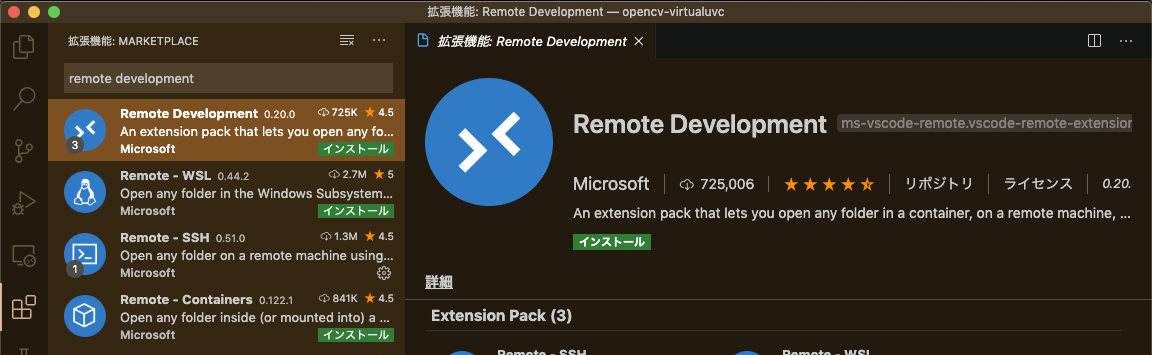 拡張機能: Remote Development — opencv-virtualuvc
拡張機能: MARKETPLACE
remote development
Remote Development 0.20.0 725K ★ 4.5
An extension pack that lets you open any fo...
3
Microsoft インストール
Remote - WSL 0.44.2 2.7M ★ 5
Open any folder in the Windows Subsystem...
Microsoft インストール
Remote - SSH 0.51.0 1.3M ★ 4.5
Open any folder on a remote machine using...
1
Microsoft
Remote - Containers 0.122.1 841K ★ 4.5
Open any folder inside (or mounted into) a ...
Microsoft インストール
拡張機能: Remote Development
Remote Development ms-vscode-remote.vscode-remote-extension
Microsoft 725,006 リポジトリ ライセンス 0.20.
An extension pack that lets you open any folder in a container, on a remote machine, ...
インストール
詳細
Extension Pack (3)
Remote - SSH Remote - WSL